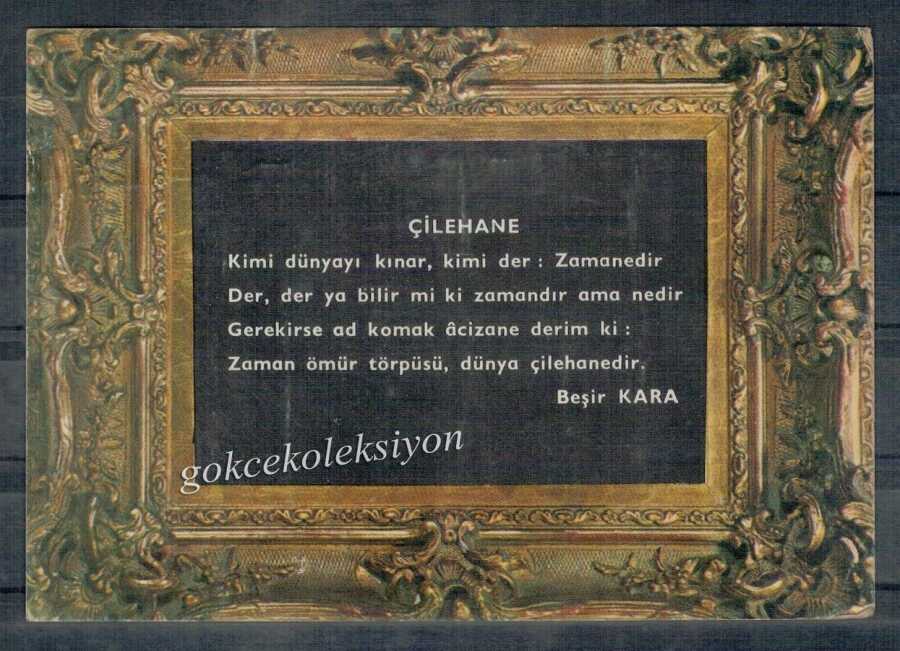 ÇİLEHANE
Kimi dünyayı kınar, kimi der : Zamanedir
Der, der ya bilir mi ki zamandır ama nedir
Gerekirse ad komak âcizane derim ki :
Zaman ömür törpüsü, dünya çilehanedir.
Beşir KARA
gokcekoleksiyon